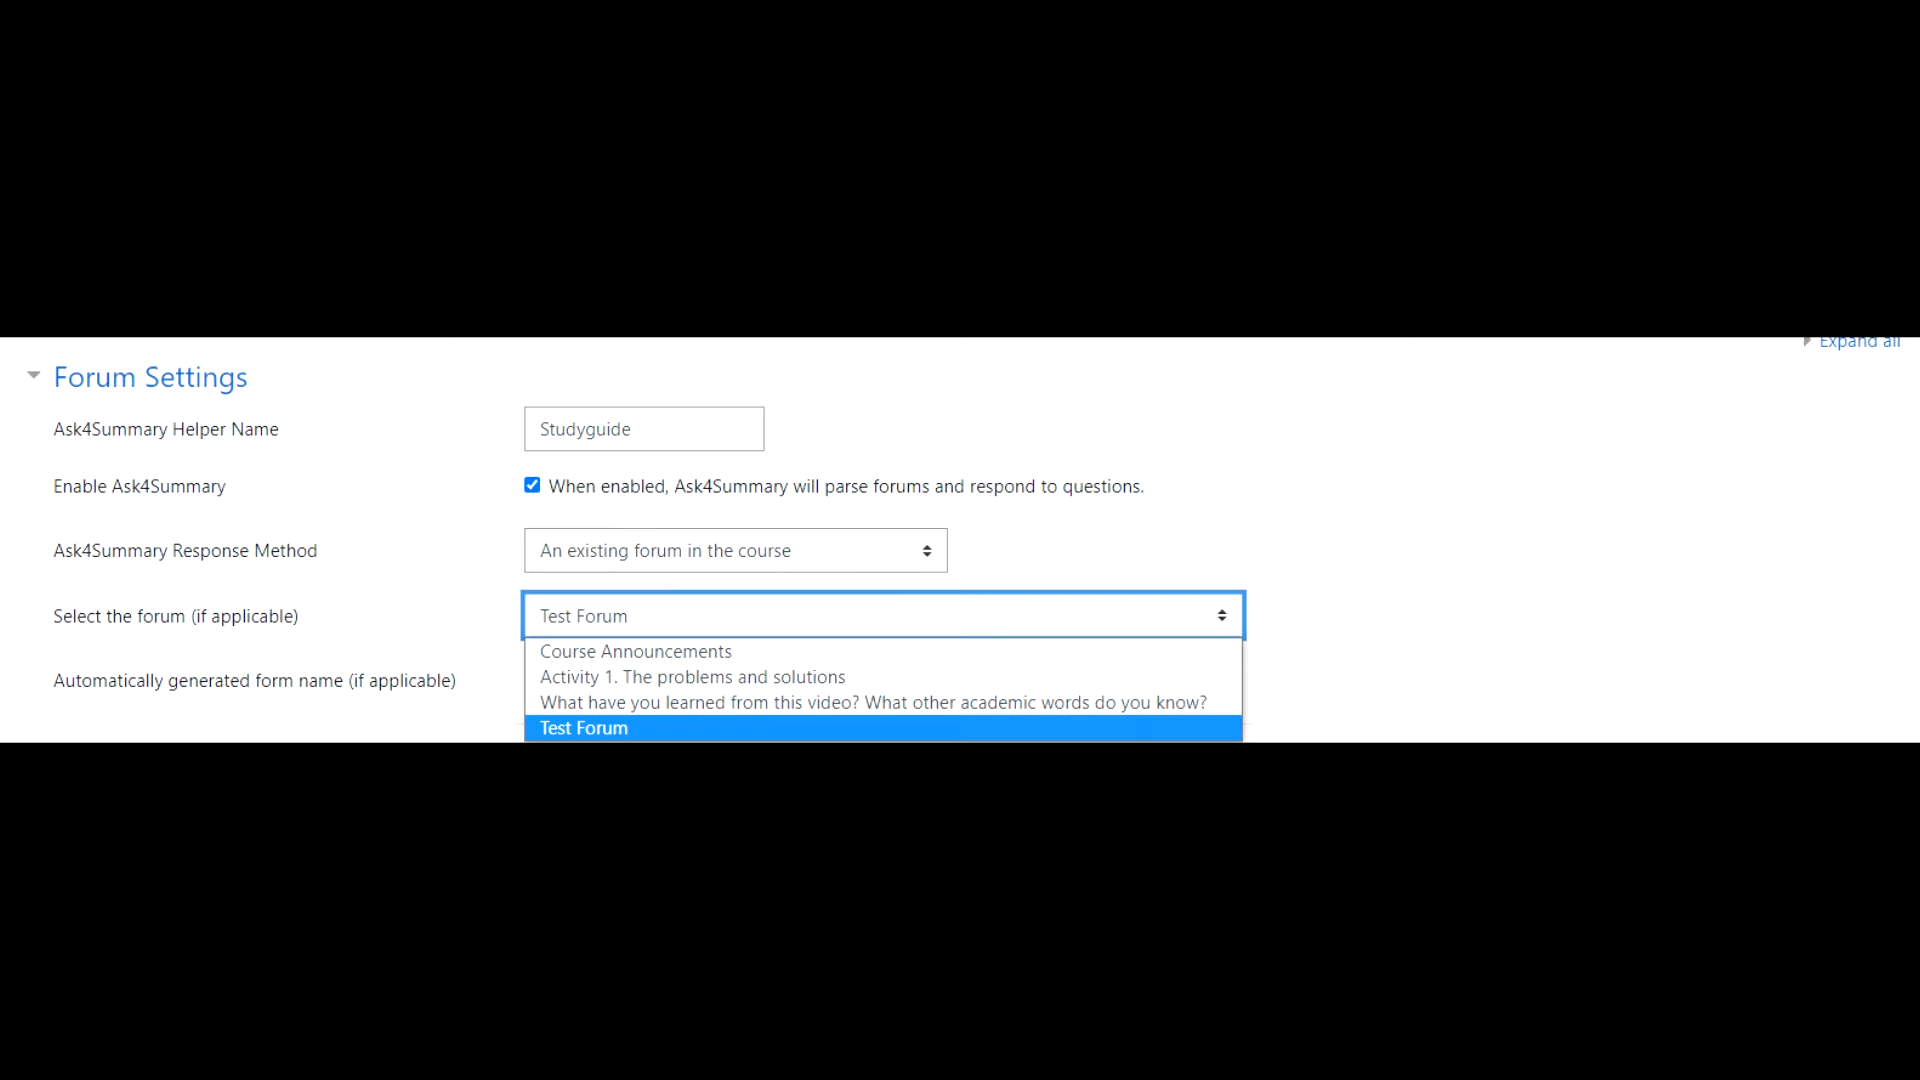 Expand all
Forum Settings
Ask4Summary Helper Name
Studyguide
Enable Ask4Summary
When enabled, Ask4Summary will parse forums and respond to questions.
Ask4Summary Response Method
An existing forum in the course
Select the forum (if applicable)
Test Forum
Course Announcements
Activity 1. The problems and solutions
Automatically generated form name (if applicable)
What have you learned from this video? What other academic words do you know?
Test Forum